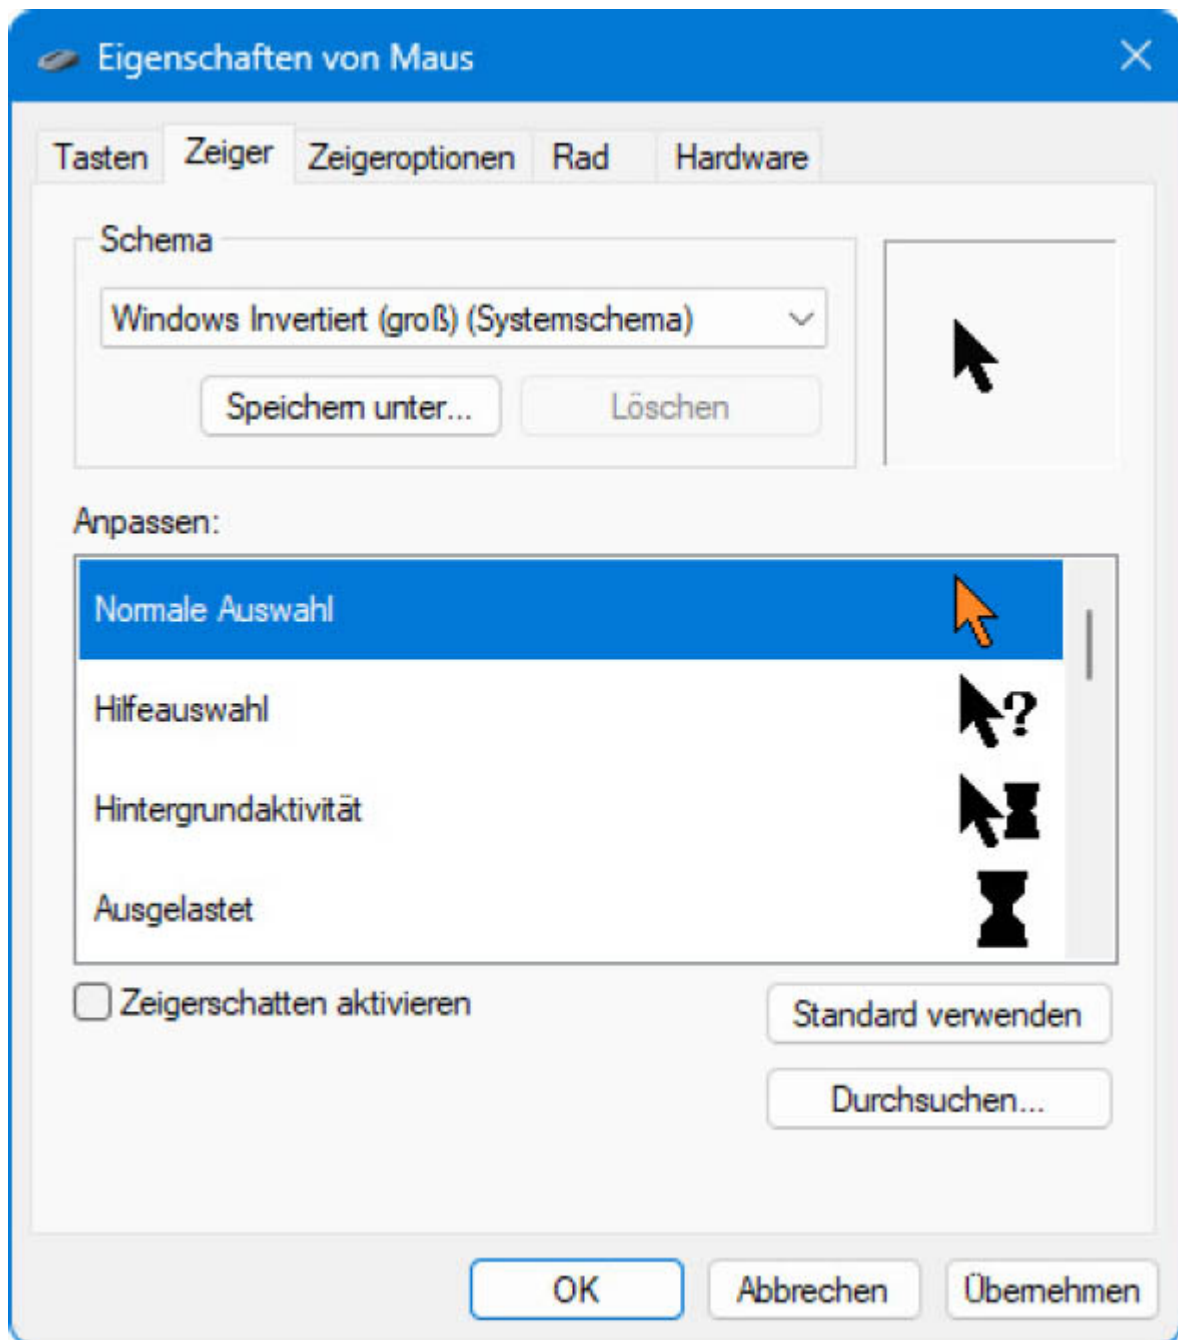 Eigenschaften von Maus
Tasten Zeiger Zeigeroptionen Rad Hardware
Schema
Windows Invertiert (groß) (Systemschema)
Speichern unter... Löschen
Anpassen:
Normale Auswahl
Hilfeauswahl
Hintergrundaktivität
Ausgelastet
Zeigerschatten aktivieren
Standard verwenden
Durchsuchen...
OK Abbrechen Übernehmen